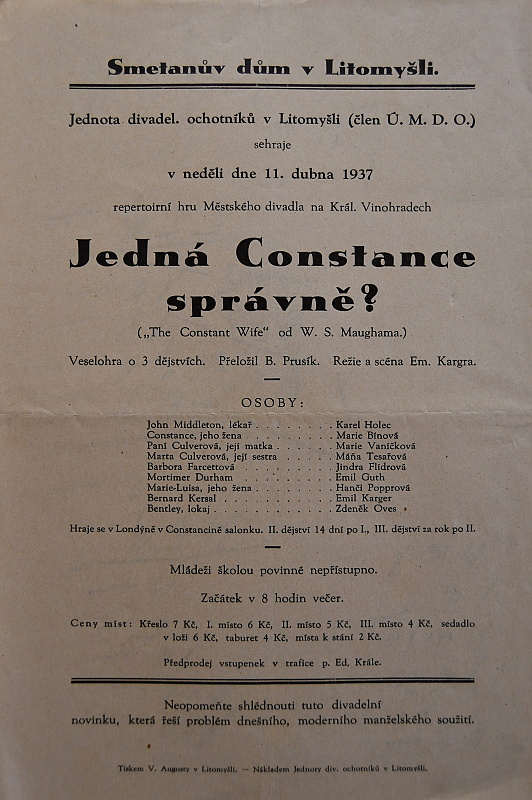 Smetanův dům v Litomyšli.
Jednota divadel. ochotníků v Litomyšli (člen Ú. M. D. O.)
sehraje
v neděli dne 11. dubna 1937
repertoirní hru Městského divadla na Král. Vinohradech
Jedná Constance
správně?
(„The Constant Wife" od W. S. Maughama.)
Veselohra o 3 dějstvích. Přeložil B. Prusík. Režie a scéna Em. Kargra.
OSOBY:
John Middleton, lékař . . . . . . . . Karel Holec
Constance, jeho žena . . . . . . . . . Marie Bínová
Paní Culverová, její matka . . . . . . Marie Vaníčková
Marta Culverová, její sestra . . . . . Máňa Tesařová
Barbora Farcettová . . . . . . . . . Jindra Flídrová
Mortimer Durham . . . . . . . . . Emil Guth
Marie-Luisa, jeho žena . . . . . . . . Hančí Popprová
Bernard Kersal . . . . . . . . . . . Emil Karger
Bentley, lokaj . . . . . . . . . . . . Zdeněk Oves
Hraje se v Londýně v Constancině salonku. II. dějství 14 dní po I., III. dějství za rok po II.
Mládeži školou povinné nepřístupno.
Začátek v 8 hodin večer.
Ceny míst: Křeslo 7 Kč, I. místo 6 Kč, II. místo 5 Kč, III. místo 4 Kč, sedadlo
v loži 6 Kč, taburet 4 Kč, místa k stání 2 Kč.
Předprodej vstupenek v trafice p. Ed. Krále.
Neopomeňte shlédnouti tuto divadelní
novinku, která řeší problém dnešního, moderního manželského soužití.
Tiskem V. Augusty v Litomyšli. — Nákladem Jednoty div. ochotníků v Litomyšli.